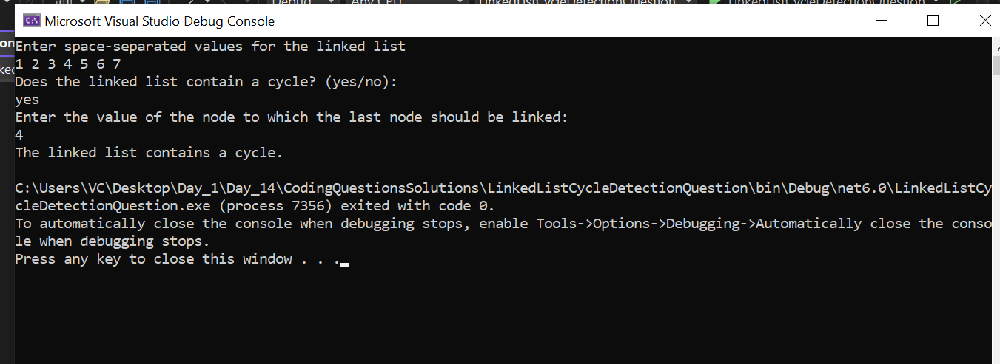 Debug
Any CPU
LinkedListCycleDetectionQuestion
LinkedListCycleDetectionQuestion
Microsoft Visual Studio Debug Console
Enter space-separated values for the linked list
1 2 3 4 5 6 7
Does the linked list contain a cycle? (yes/no):
yes
Enter the value of the node to which the last node should be linked:
4
The linked list contains a cycle.
C:\Users\VC\Desktop\Day_1\Day_14\CodingQuestionsSolutions\LinkedListCycleDetectionQuestion\bin\Debug\net6.0\LinkedListCy
cleDetectionQuestion.exe (process 7356) exited with code 0.
To automatically close the console when debugging stops, enable Tools->Options->Debugging->Automatically close the conso
le when debugging stops.
Press any key to close this window . . .